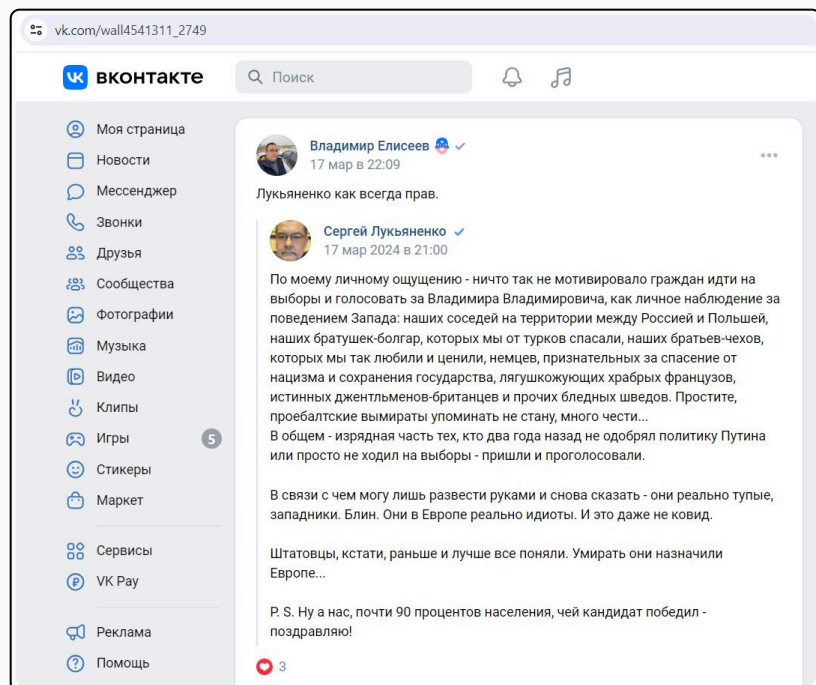 vk.com/wall4541311_2749
вконтакте
Поиск
Моя страница
Новости
Мессенджер
Звонки
Друзья
Сообщества
Фотографии
Музыка
Видео
Клипы
Игры
5
Стикеры
Маркет
Сервисы
VK Pay
Реклама
Помощь
Владимир Елисеев
17 мар в 22:09
Лукьяненко как всегда прав.
Сергей Лукьяненко
17 мар 2024 в 21:00
По моему личному ощущению - ничто так не мотивировало граждан идти на
выборы и голосовать за Владимира Владимировича, как личное наблюдение за
поведением Запада: наших соседей на территории между Россией и Польшей,
наших братушек-болгар, которых мы от турков спасали, наших братьев-чехов,
которых мы так любили и ценили, немцев, признательных за спасение от
нацизма и сохранения государства, лягушкожующих храбрых французов,
истинных джентльменов-британцев и прочих бледных шведов. Простите,
проебалтские вымираты упоминать не стану, много чести...
В общем - изрядная часть тех, кто два года назад не одобрял политику Путина
или просто не ходил на выборы - пришли и проголосовали.
В связи с чем могу лишь развести руками и снова сказать - они реально тупые,
западники. Блин. Они в Европе реально идиоты. И это даже не ковид.
Штатовцы, кстати, раньше и лучше все поняли. Умирать они назначили
Европе...
P. S. Ну а нас, почти 90 процентов населения, чей кандидат победил -
поздравляю!
3